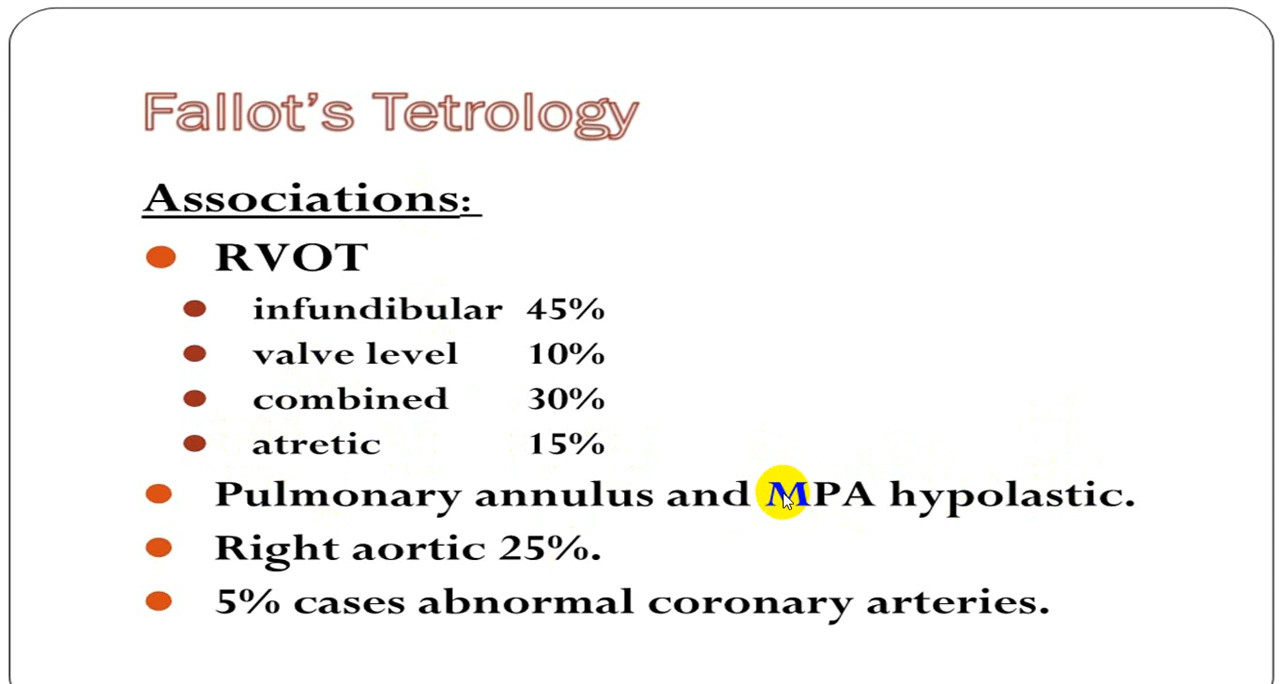 Fallot's Tetrology
Associations:
RVOT
infundibular 45%
valve level 10%
combined 30%
atretic 15%
Pulmonary annulus and MPA hypolastic.
Right aortic 25%.
5% cases abnormal coronary arteries.